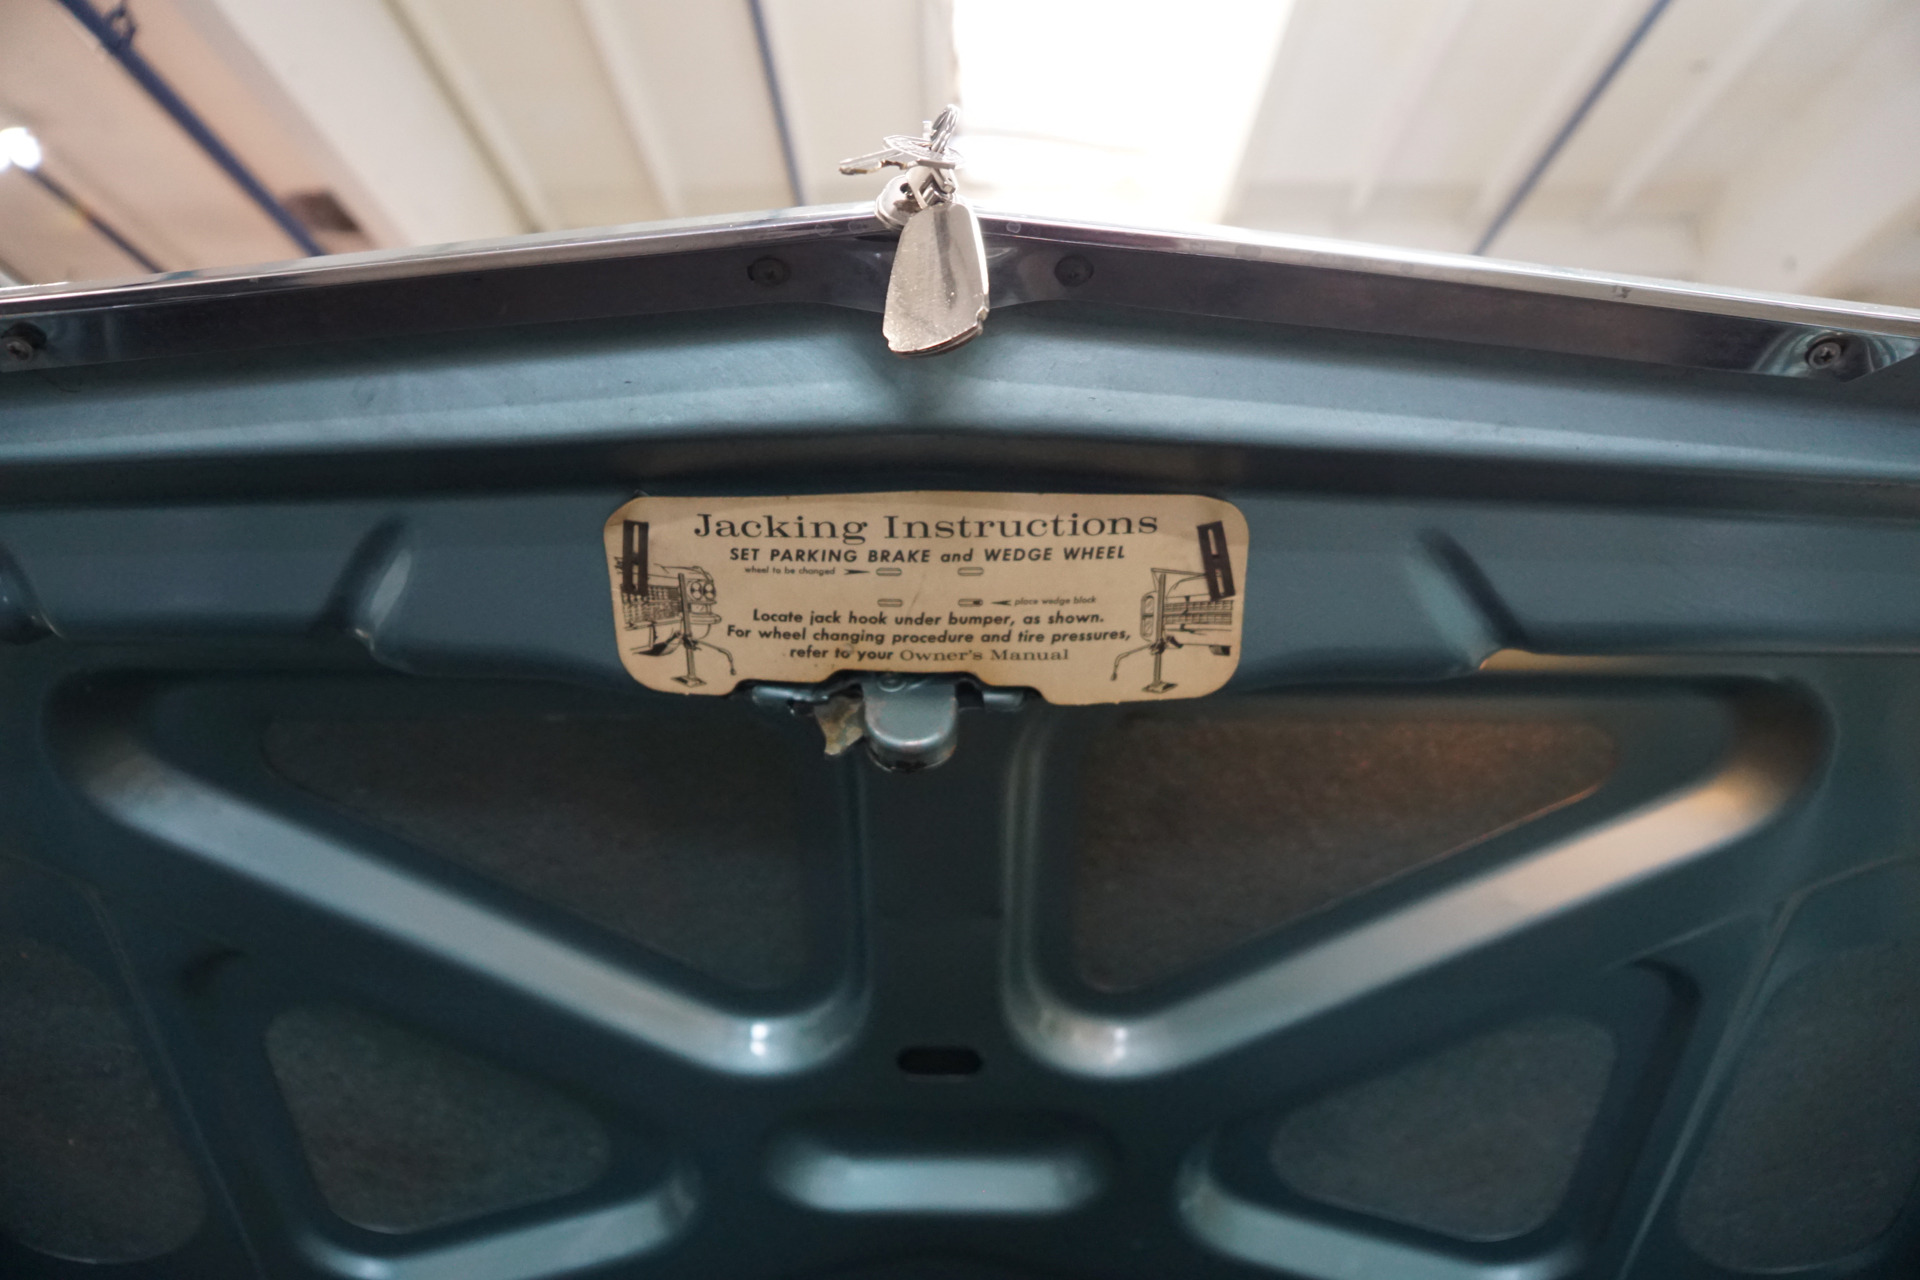 Jacking Instructions
SET PARKING BRAKE and WEDGE WHEEL
wheel to be changed
place wedge block
Locate jack hook under bumper, as shown.
For wheel changing procedure and tire pressures,
refer to your Owner's Manual